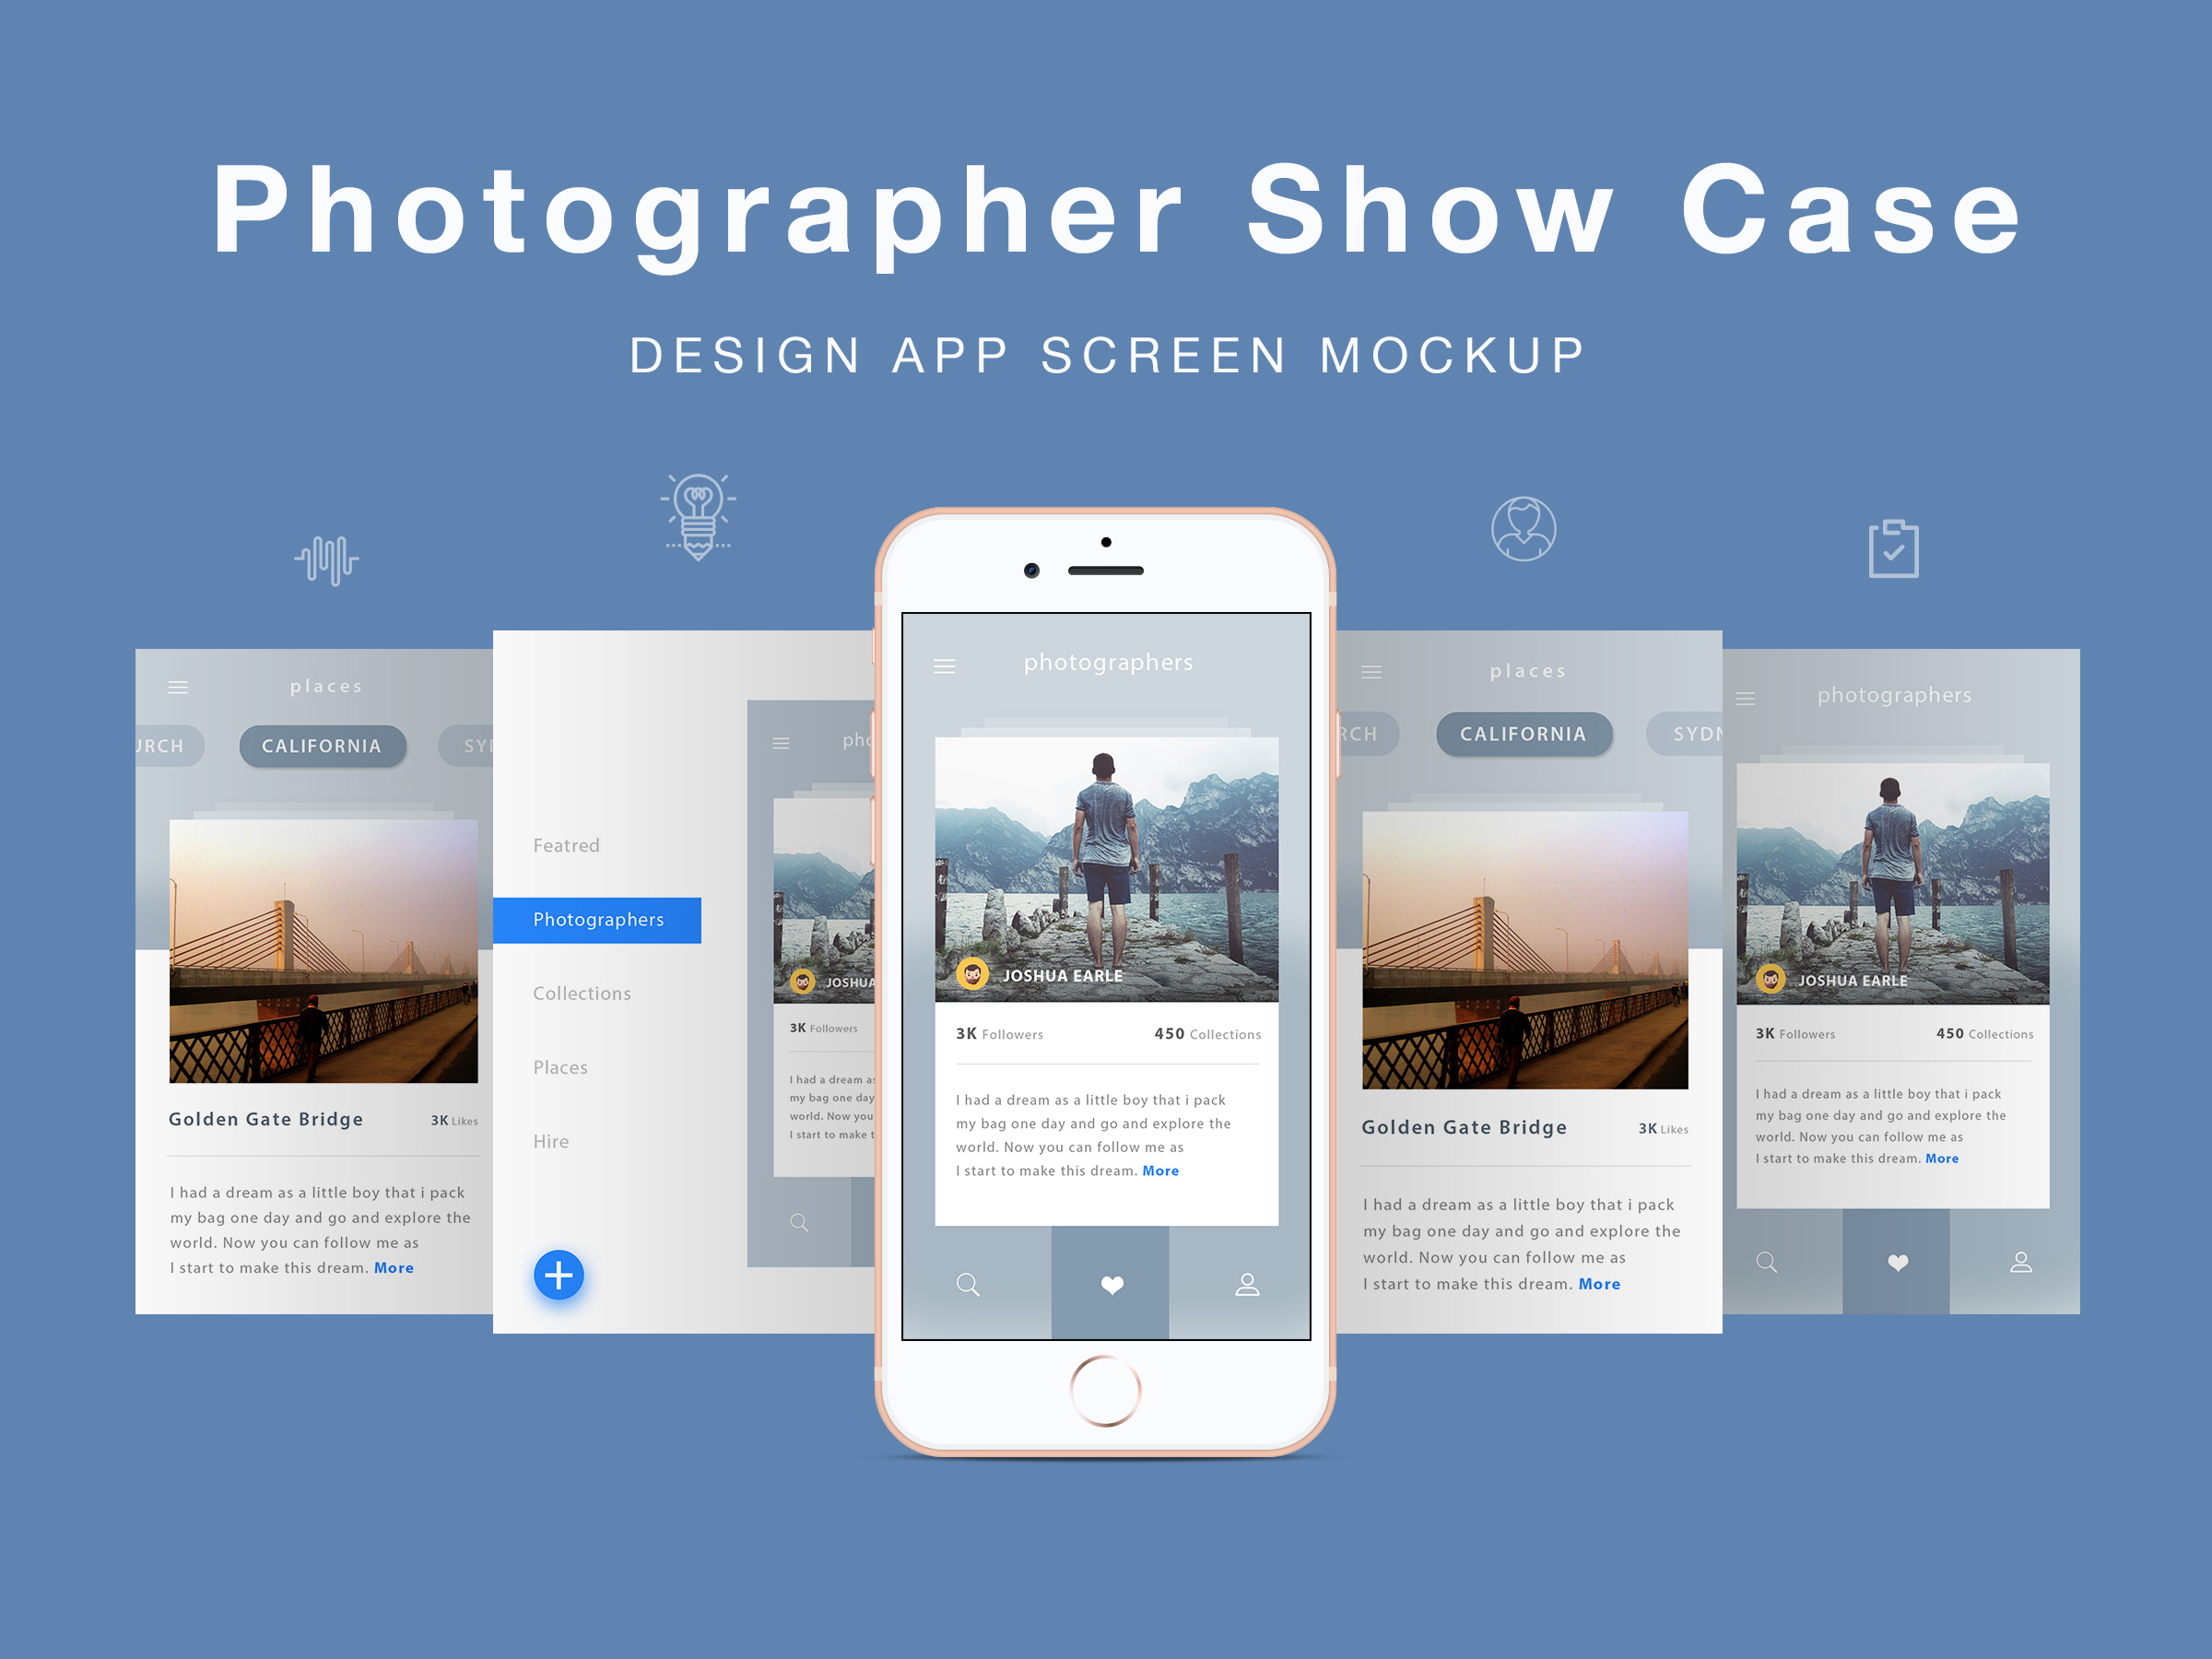 Photographer Show Case
DESIGN APP SCREEN MOCKUP
places
URCH
CALIFORNIA
SYD
Golden Gate Bridge
3K Likes
I had a dream as a little boy that i pack
my bag one day and go and explore the
world. Now you can follow me as
I start to make this dream. More
Featred
Photographers
Collections
Places
Hire
pho
JOSHUA
3K Followers
I had a dream as
my bag one day
world. Now you
I start to make t
photographers
JOSHUA EARLE
3K Followers
450 Collections
I had a dream as a little boy that i pack
my bag one day and go and explore the
world. Now you can follow me as
I start to make this dream. More
places
RCH
CALIFORNIA
SYDN
Golden Gate Bridge
3K Likes
I had a dream as a little boy that i pack
my bag one day and go and explore the
world. Now you can follow me as
I start to make this dream. More
photographers
JOSHUA EARLE
3K Followers
450 Collections
I had a dream as a little boy that i pack
my bag one day and go and explore the
world. Now you can follow me as
I start to make this dream. More